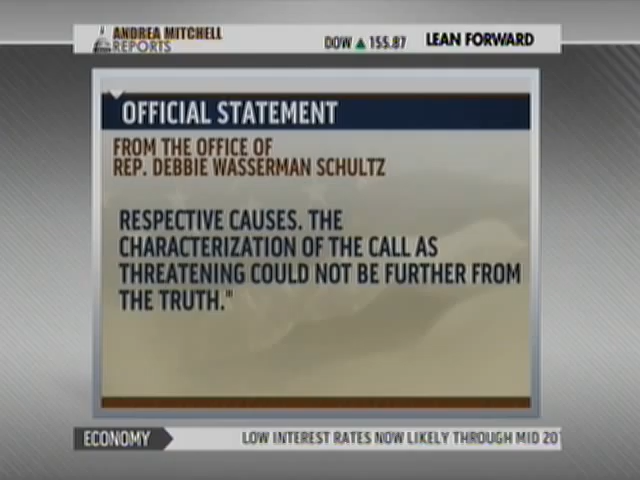 ANDREA MITCHELL
REPORTS
DOW ▲ 155.87
LEAN FORWARD
OFFICIAL STATEMENT
FROM THE OFFICE OF
REP. DEBBIE WASSERMAN SCHULTZ
RESPECTIVE CAUSES. THE
CHARACTERIZATION OF THE CALL AS
THREATENING COULD NOT BE FURTHER FROM
THE TRUTH."
ECONOMY
LOW INTEREST RATES NOW LIKELY THROUGH MID 20